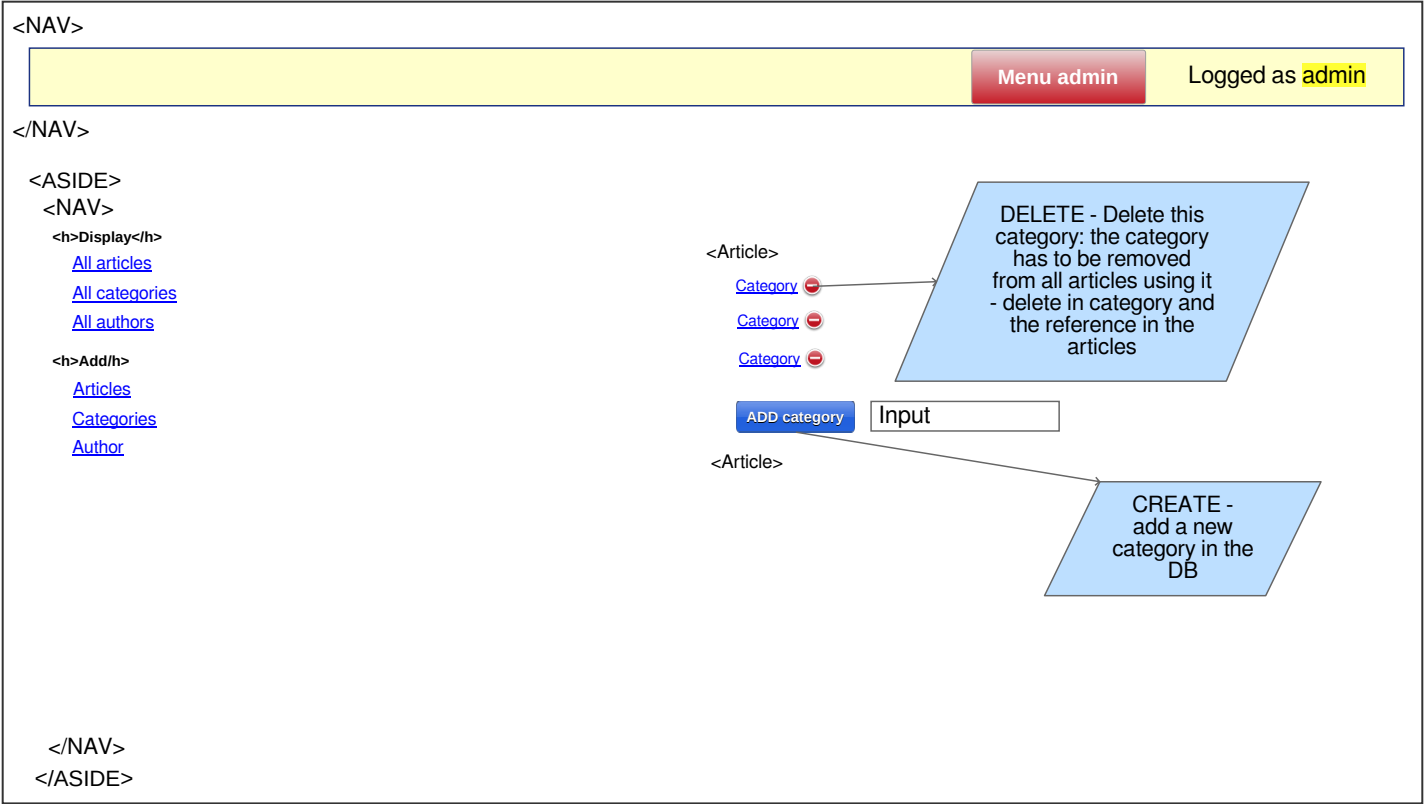 <NAV>
Menu admin
Logged as admin
</NAV>
<ASIDE>
<NAV>
<h>Display</h>
All articles
All categories
All authors
<h>Add/h>
Articles
Categories
Author
<Article>
Category
Category
Category
ADD category
Input
<Article>
DELETE - Delete this
category: the category
has to be removed
from all articles using it
- delete in category and
the reference in the
articles
CREATE -
add a new
category in the
DB
</NAV>
</ASIDE>